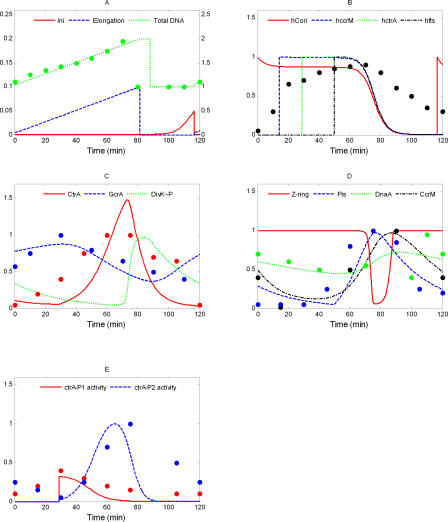 A
Ini Elongation Total DNA
0.2
0.15
0.1
0.05
0
2
1.5
1
0.5
0
0 20 40 60 80 100 120
Time (min)
B
hCori hccrM hctrA hfts
1.5
1
0.5
0
0 20 40 60 80 100 120
Time (min)
C
CtrA GcrA DivK~P
1.5
1
0.5
0
0 20 40 60 80 100 120
Time (min)
D
Z-ring Fts DnaA CcrM
1.5
1
0.5
0
0 20 40 60 80 100 120
Time (min)
E
ctrA-P1 activity ctrA-P2 activity
1.5
1
0.5
0
0 20 40 60 80 100 120
Time (min)